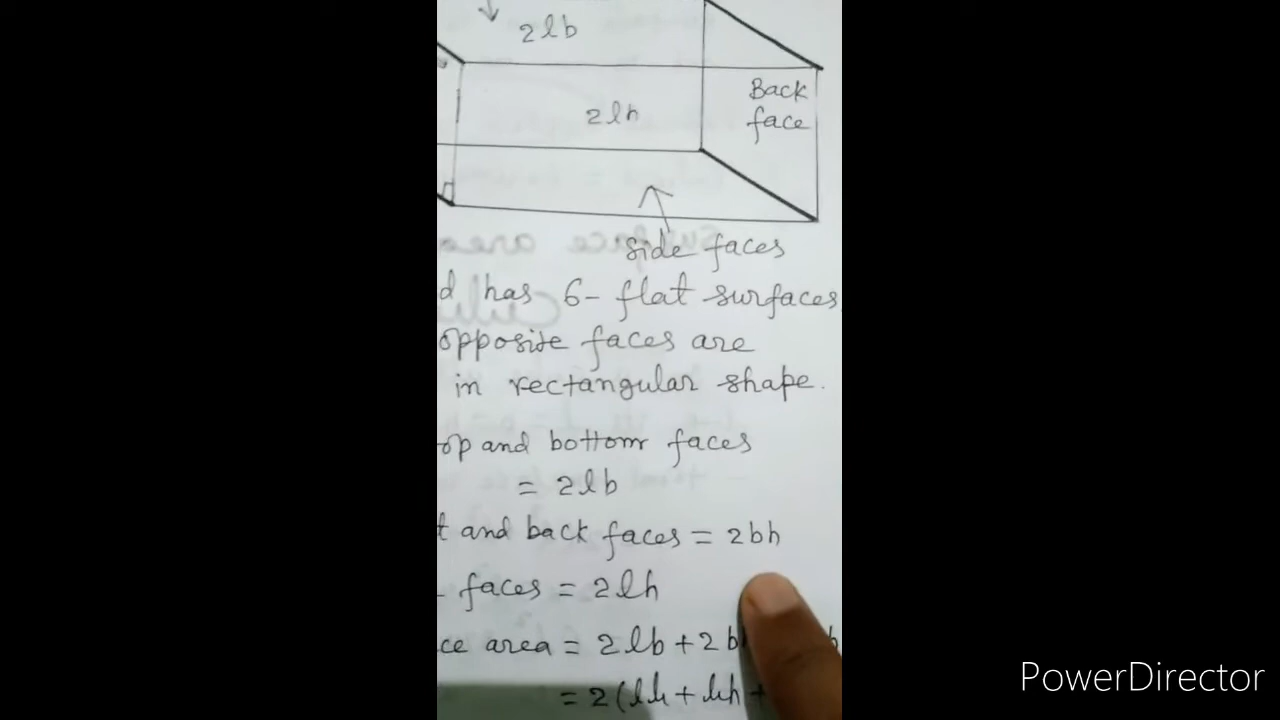 2lb
2lh
Back
face
side faces
d has 6- flat surfaces
opposite faces are
in rectangular shape.
op and bottom faces
= 2lb
t and back faces = 2bh
faces = 2lh
ce area = 2lb + 2b
= 2(
PowerDirector